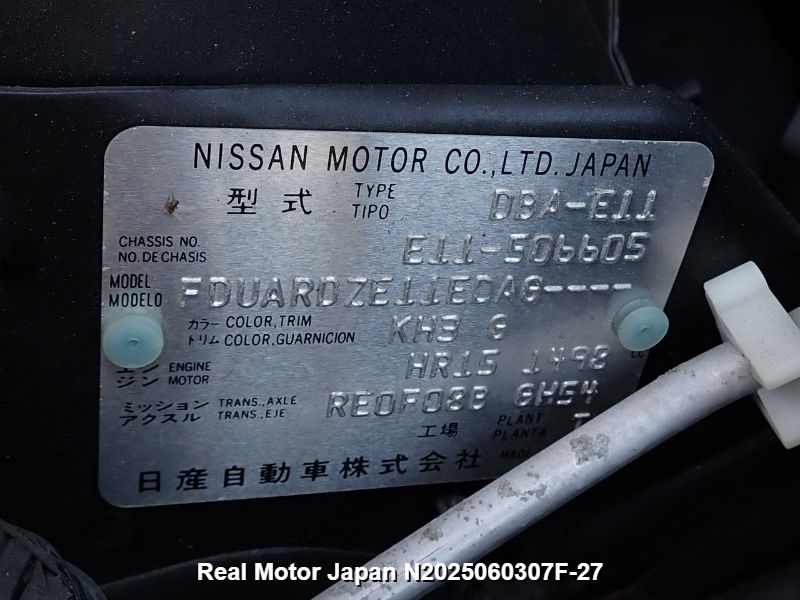 NISSAN MOTOR CO.,LTD. JAPAN
型式 TYPE TIPO DBA-E11
CHASSIS NO. NO. DE CHASIS E11-506605
MODEL MODELO FDUARDZE11EDAG----
カラー COLOR,TRIM トリム COLOR,GUARNICION KH3 G
エン ジン ENGINE MOTOR HR15 1498 CC
ミッション アクスル TRANS.,AXLE TRANS.,EJE RE0F08B GH54
工場 PLANT PLANTA
日産自動車株式会社 MADE
Real Motor Japan N2025060307F-27